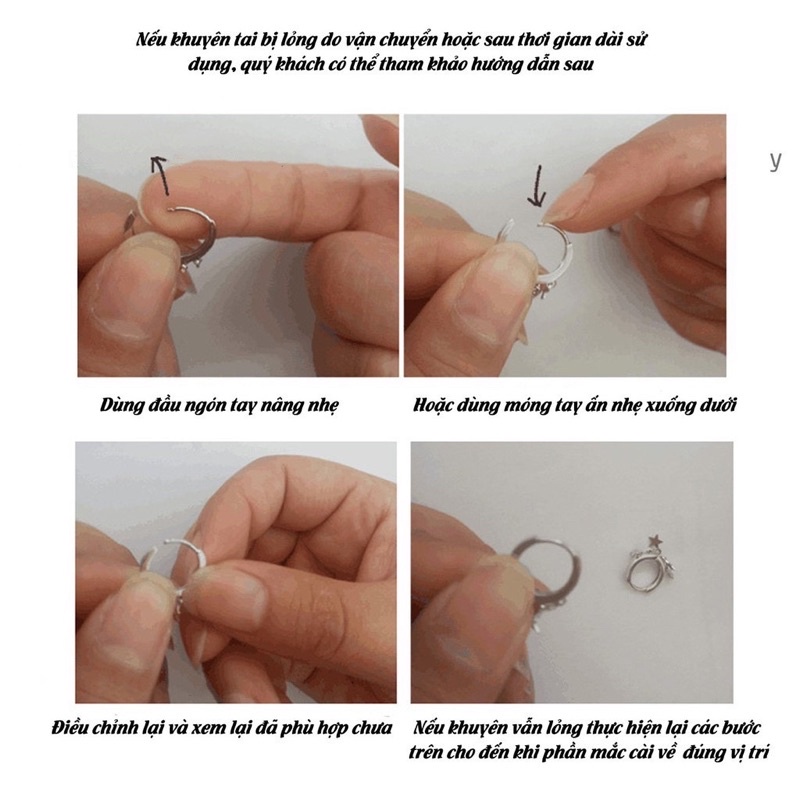 Nếu khuyên tai bị lỏng do vận chuyển hoặc sau thơi gian dài sử
dụng, quý khách có thể tham khảo hướng dẫn sau
y
Dùng đầu ngón tay nâng nhẹ
Hoặc dùng móng tay ấn nhẹ xuống dưới
Điều chỉnh lại và xem lại đã phù hợp chưa
Nếu khuyên vẫn lỏng thực hiện lại các bước
trên cho đến khi phần mắc cài về đúng vị trí